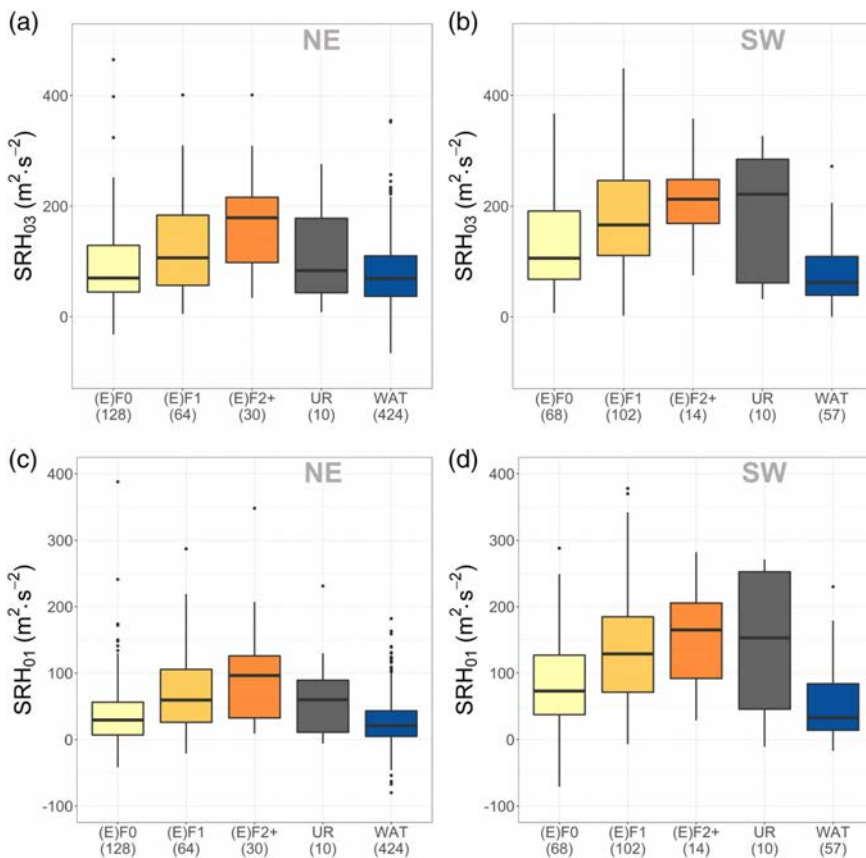 (a)
NE
SRH03 (m²·s⁻²)
400
200
0
(E)F0 (E)F1 (E)F2+ UR WAT
(128) (64) (30) (10) (424)
(b)
SW
SRH03 (m²·s⁻²)
400
200
0
(E)F0 (E)F1 (E)F2+ UR WAT
(68) (102) (14) (10) (57)
(c)
NE
SRH01 (m²·s⁻²)
400
300
200
100
0
-100
(E)F0 (E)F1 (E)F2+ UR WAT
(128) (64) (30) (10) (424)
(d)
SW
SRH01 (m²·s⁻²)
400
300
200
100
0
-100
(E)F0 (E)F1 (E)F2+ UR WAT
(68) (102) (14) (10) (57)